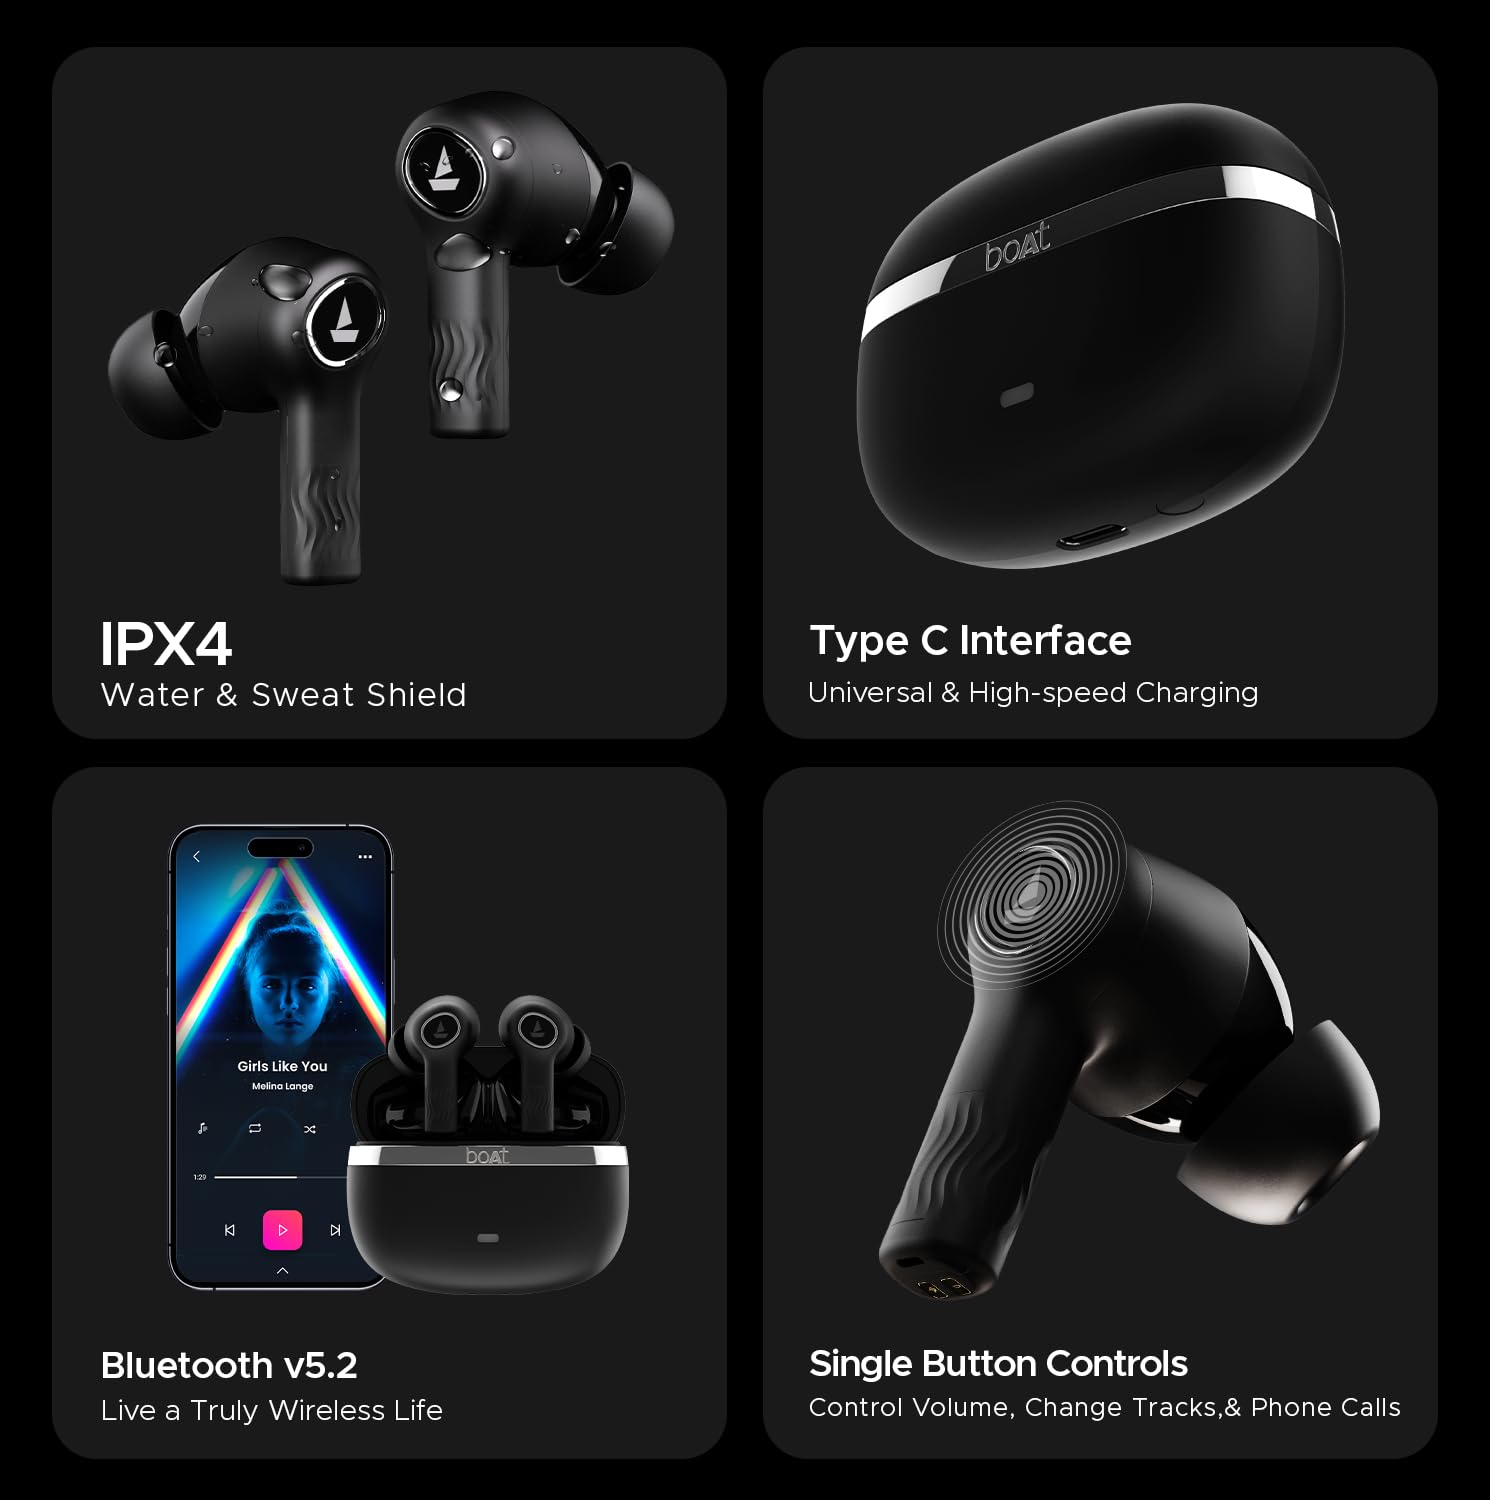 boAt
IPX4
Water & Sweat Shield
Type C Interface
Universal & High-speed Charging
Girls Like You
Melina Lange
1:29
boAt
Bluetooth v5.2
Live a Truly Wireless Life
Single Button Controls
Control Volume, Change Tracks,& Phone Calls